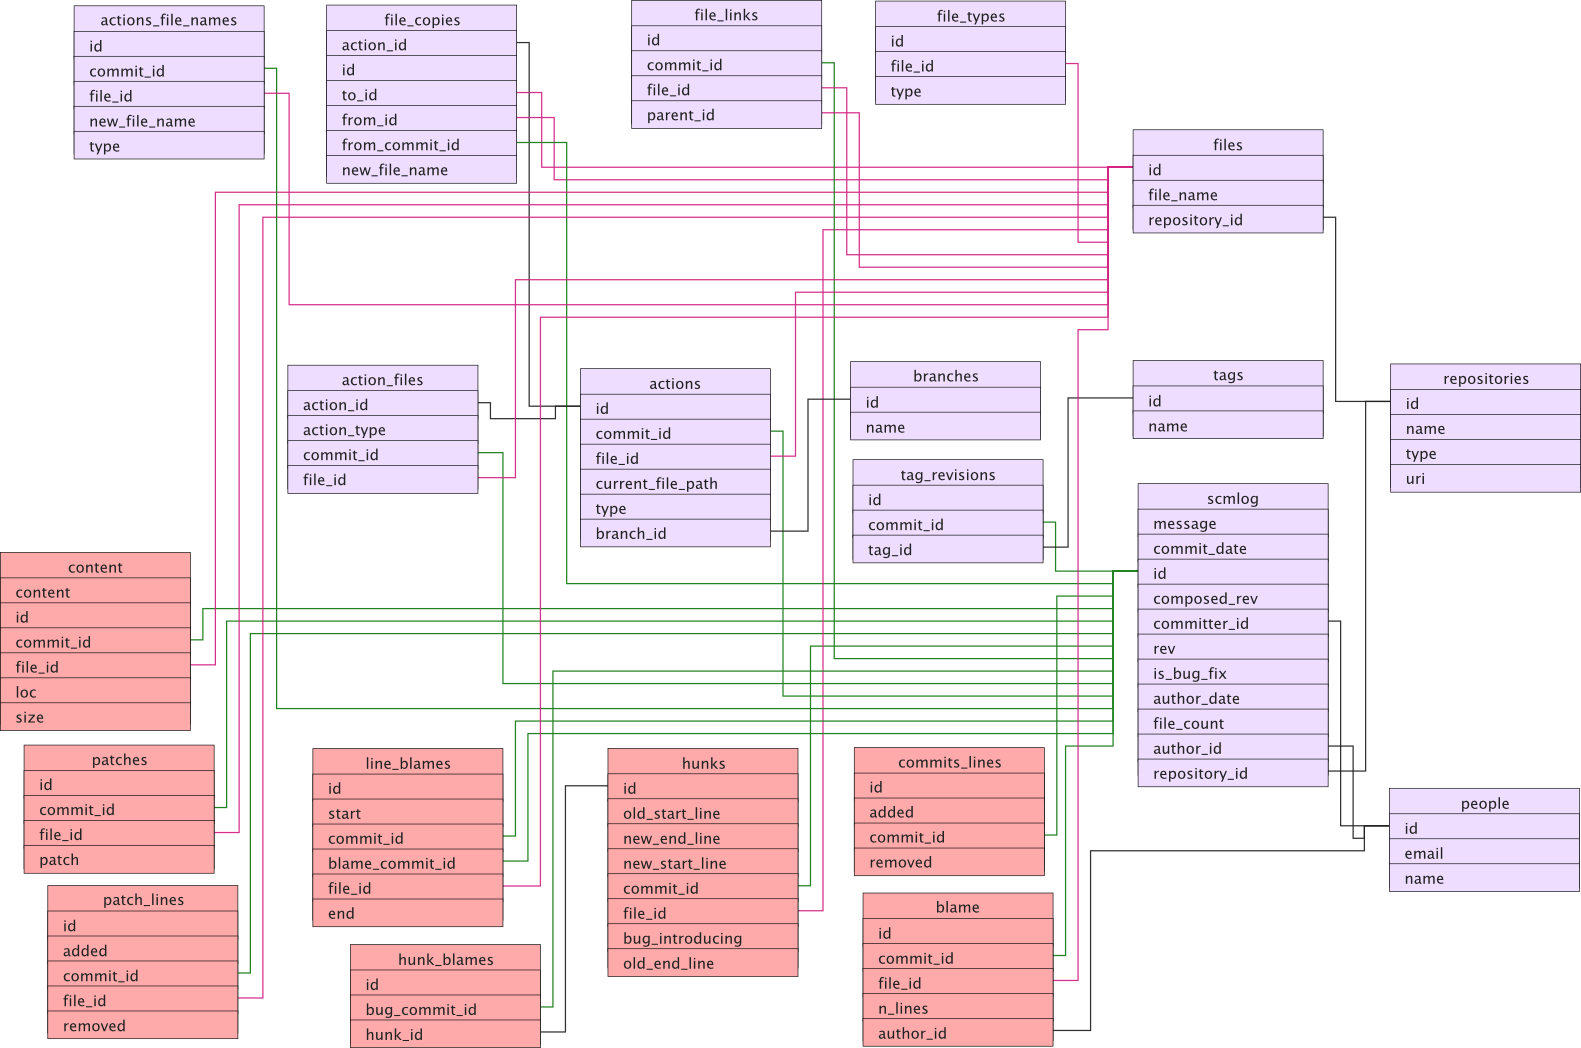 actions_file_names
id
commit_id
file_id
new_file_name
type
file_copies
action_id
id
to_id
from_id
from_commit_id
new_file_name
file_links
id
commit_id
file_id
parent_id
file_types
id
file_id
type
files
id
file_name
repository_id
action_files
action_id
action_type
commit_id
file_id
actions
id
commit_id
file_id
current_file_path
type
branch_id
branches
id
name
tags
id
name
repositories
id
name
type
uri
tag_revisions
id
commit_id
tag_id
scmlog
message
commit_date
id
composed_rev
committer_id
rev
is_bug_fix
author_date
file_count
author_id
repository_id
content
content
id
commit_id
file_id
loc
size
patches
id
commit_id
file_id
patch
line_blames
id
start
commit_id
blame_commit_id
file_id
end
hunks
id
old_start_line
new_end_line
new_start_line
commit_id
file_id
bug_introducing
old_end_line
commits_lines
id
added
commit_id
removed
people
id
email
name
patch_lines
id
added
commit_id
file_id
removed
hunk_blames
id
bug_commit_id
hunk_id
blame
id
commit_id
file_id
n_lines
author_id